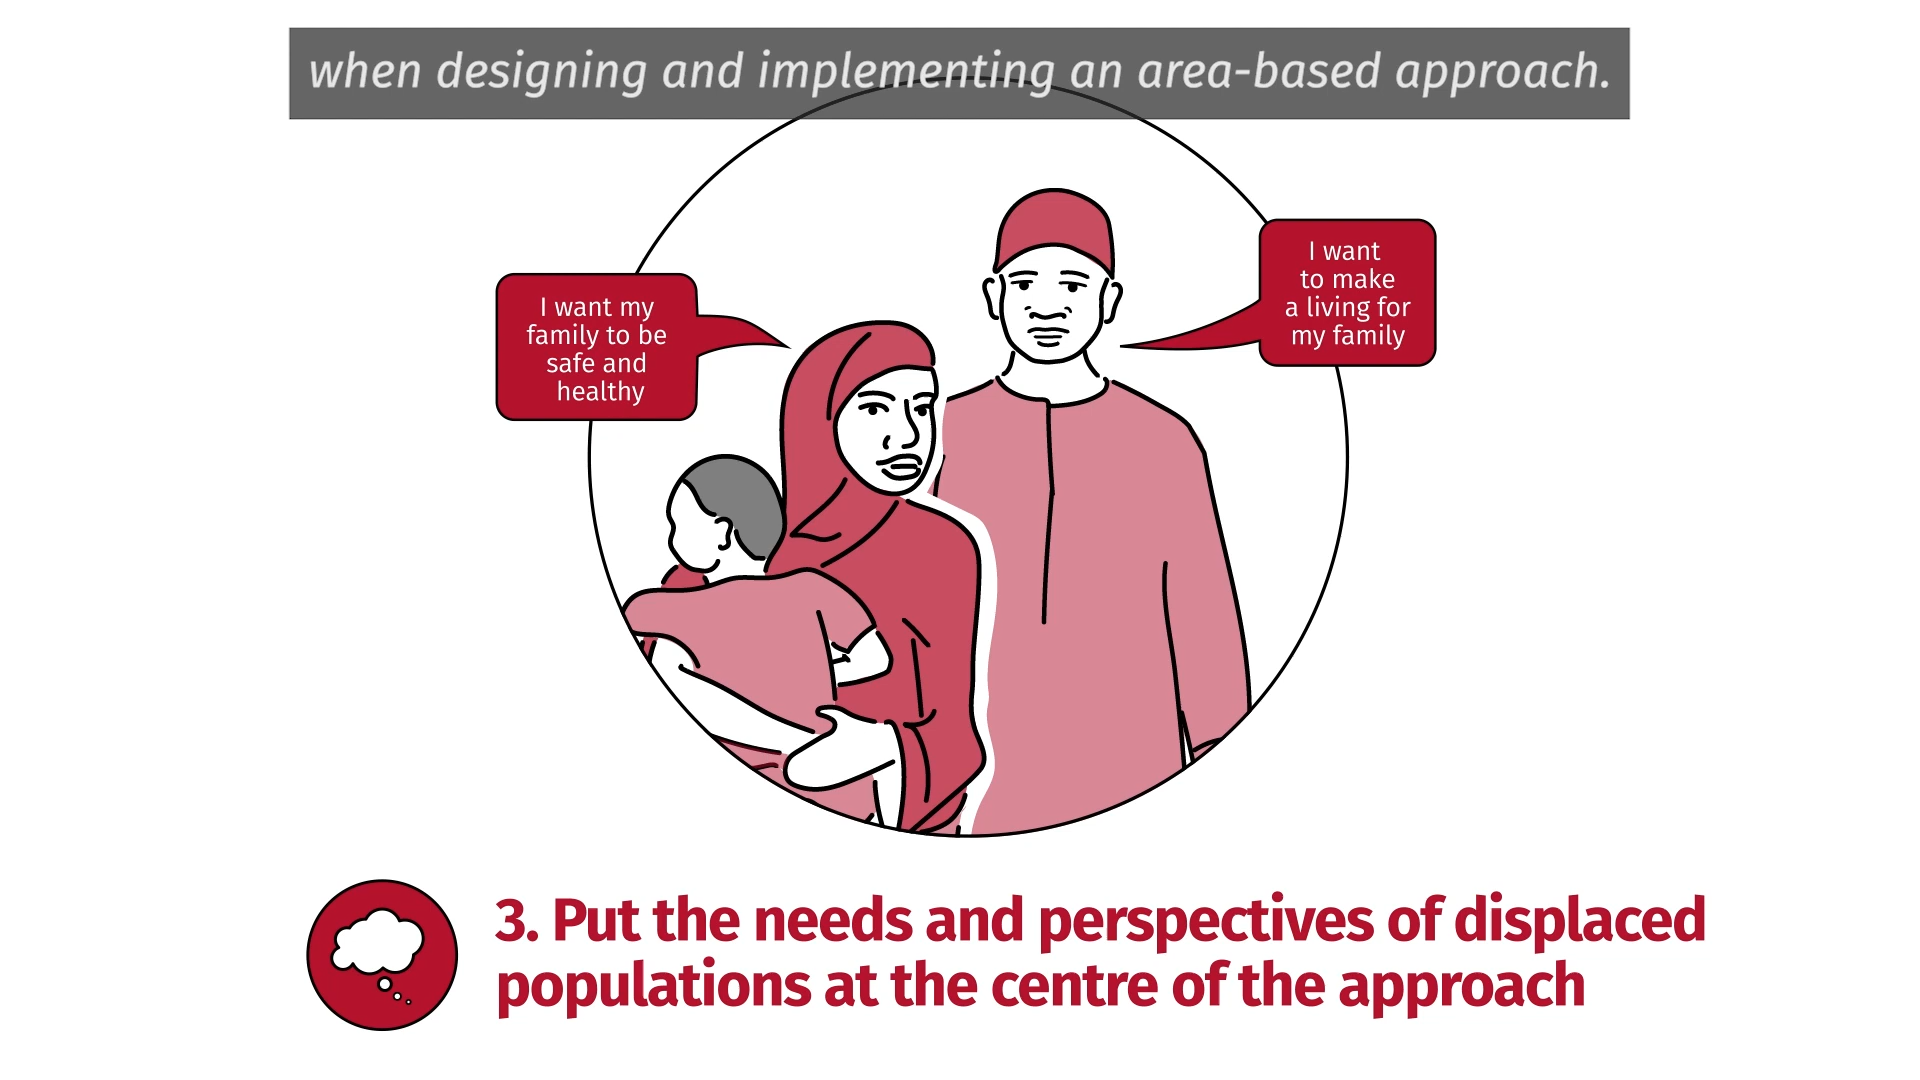 when designing and implementing an area-based approach.
I want my
family to be
safe and
healthy
I want
to make
a living for
my family
3. Put the needs and perspectives of displaced
populations at the centre of the approach